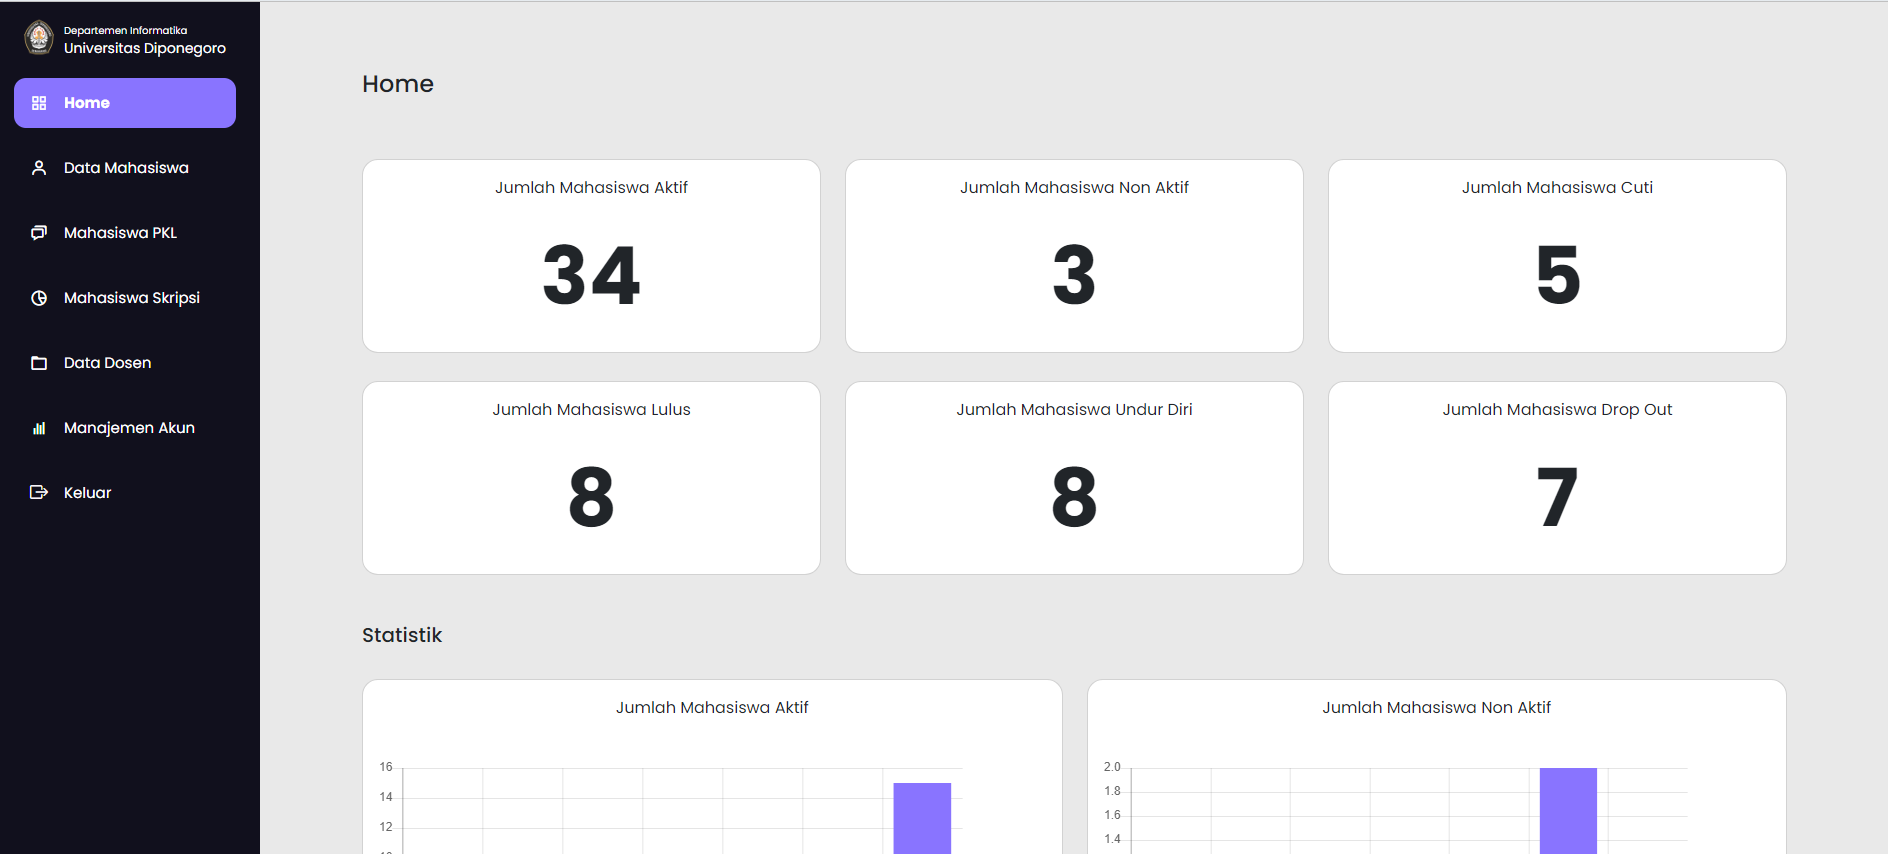 Departemen Informatika
Universitas Diponegoro
Home
Data Mahasiswa
Mahasiswa PKL
Mahasiswa Skripsi
Data Dosen
Manajemen Akun
Keluar
Home
Jumlah Mahasiswa Aktif
34
Jumlah Mahasiswa Non Aktif
3
Jumlah Mahasiswa Cuti
5
Jumlah Mahasiswa Lulus
8
Jumlah Mahasiswa Undur Diri
8
Jumlah Mahasiswa Drop Out
7
Statistik
Jumlah Mahasiswa Aktif
16
14
12
Jumlah Mahasiswa Non Aktif
2.0
1.8
1.6
1.4